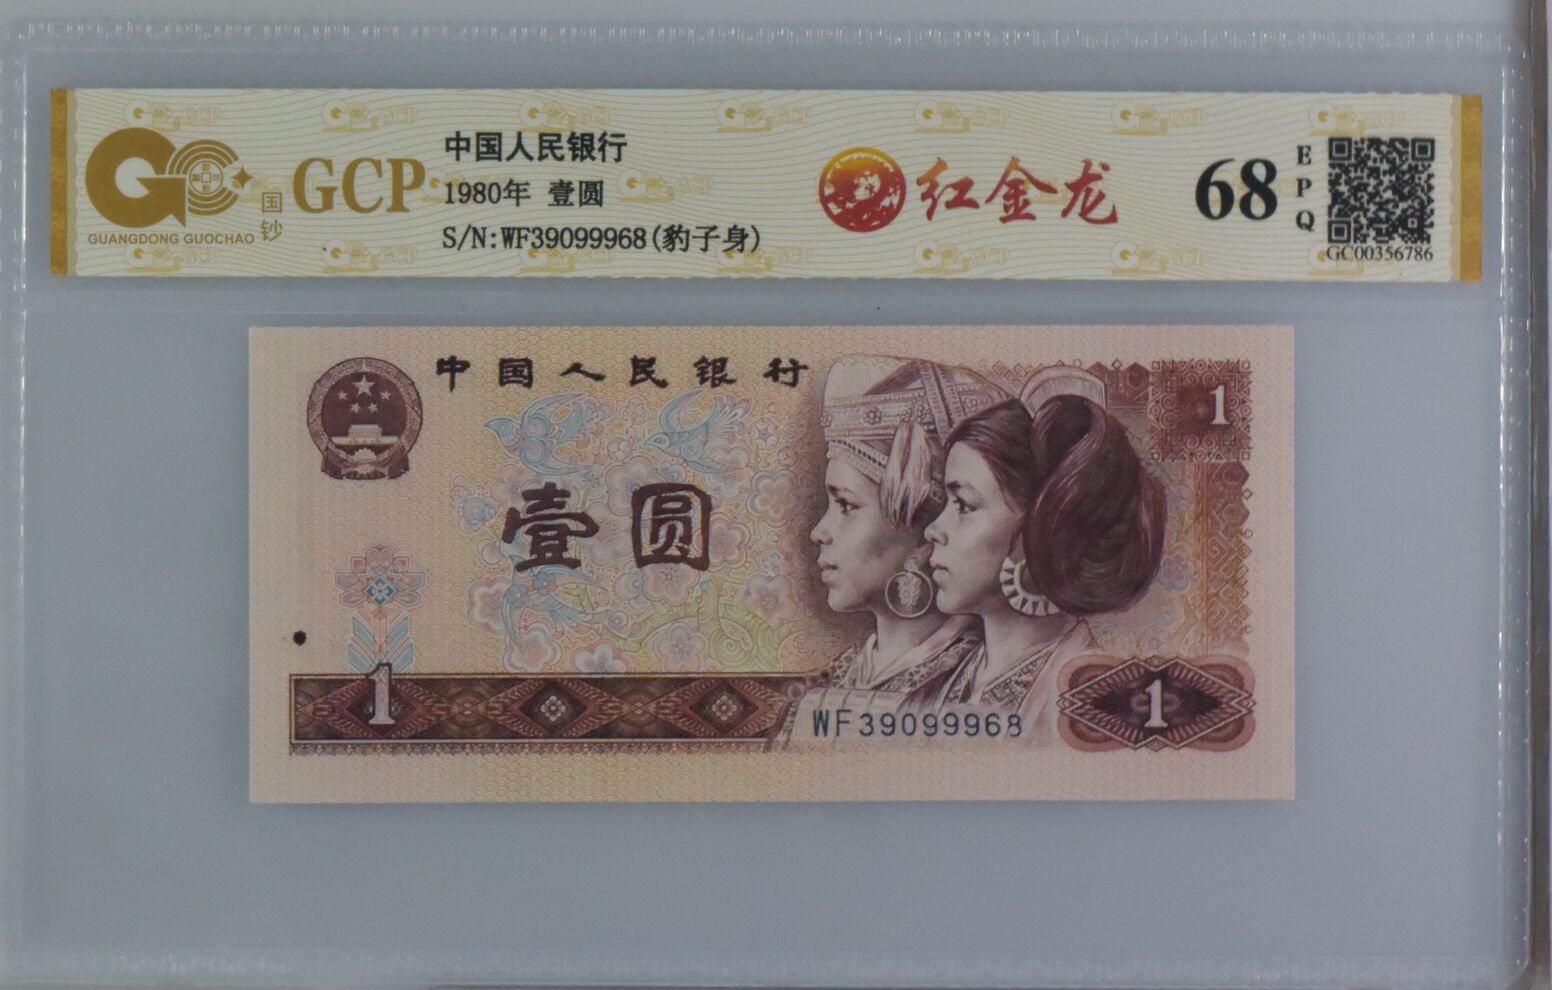 GC
国钞
GUANGDONG GUOCHAO
GCP
中国人民银行
1980年 壹圆
S/N:WF39099968(豹子身)
红金龙
68
EPQ
GC00356786
中国人民银行
1
壹圆
1
WF39099968
1